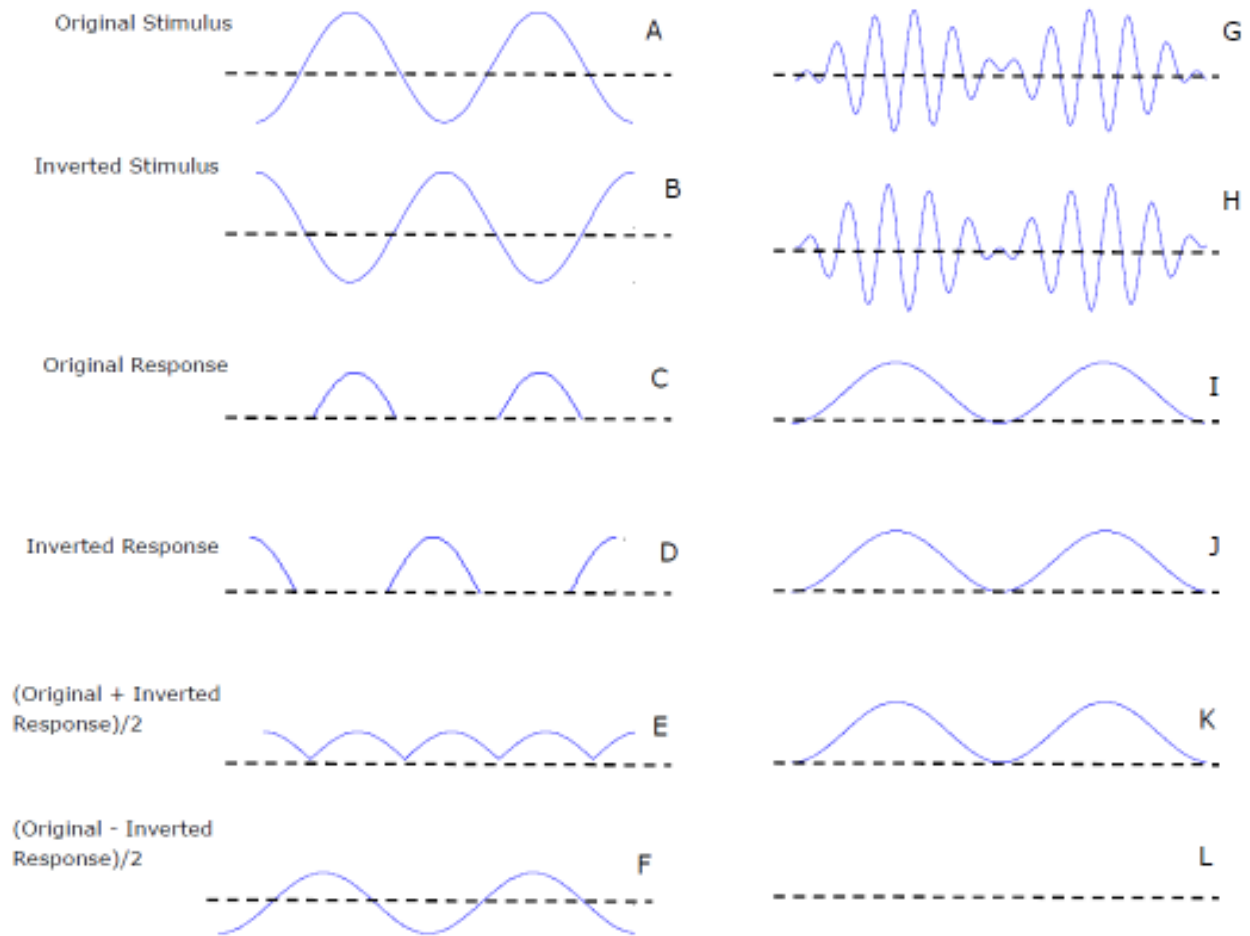 Original Stimulus
A
G
Inverted Stimulus
B
H
Original Response
C
I
Inverted Response
D
J
(Original + Inverted
Response)/2
E
K
(Original - Inverted
Response)/2
F
L